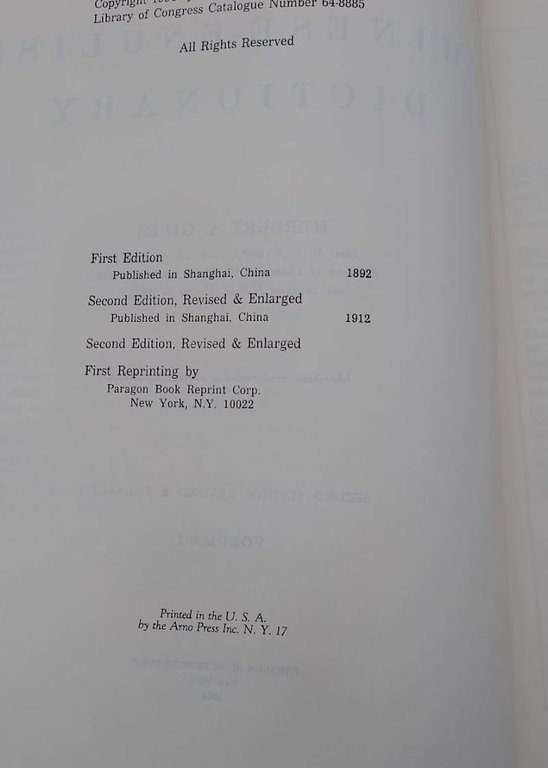 Copyright
Library of Congress Catalogue Number 64-8885
All Rights Reserved
First Edition
Published in Shanghai, China 1892
Second Edition, Revised & Enlarged
Published in Shanghai, China 1912
Second Edition, Revised & Enlarged
First Reprinting by
Paragon Book Reprint Corp.
New York, N.Y. 10022
Printed in the U. S. A.
by the Arno Press Inc. N. Y. 17